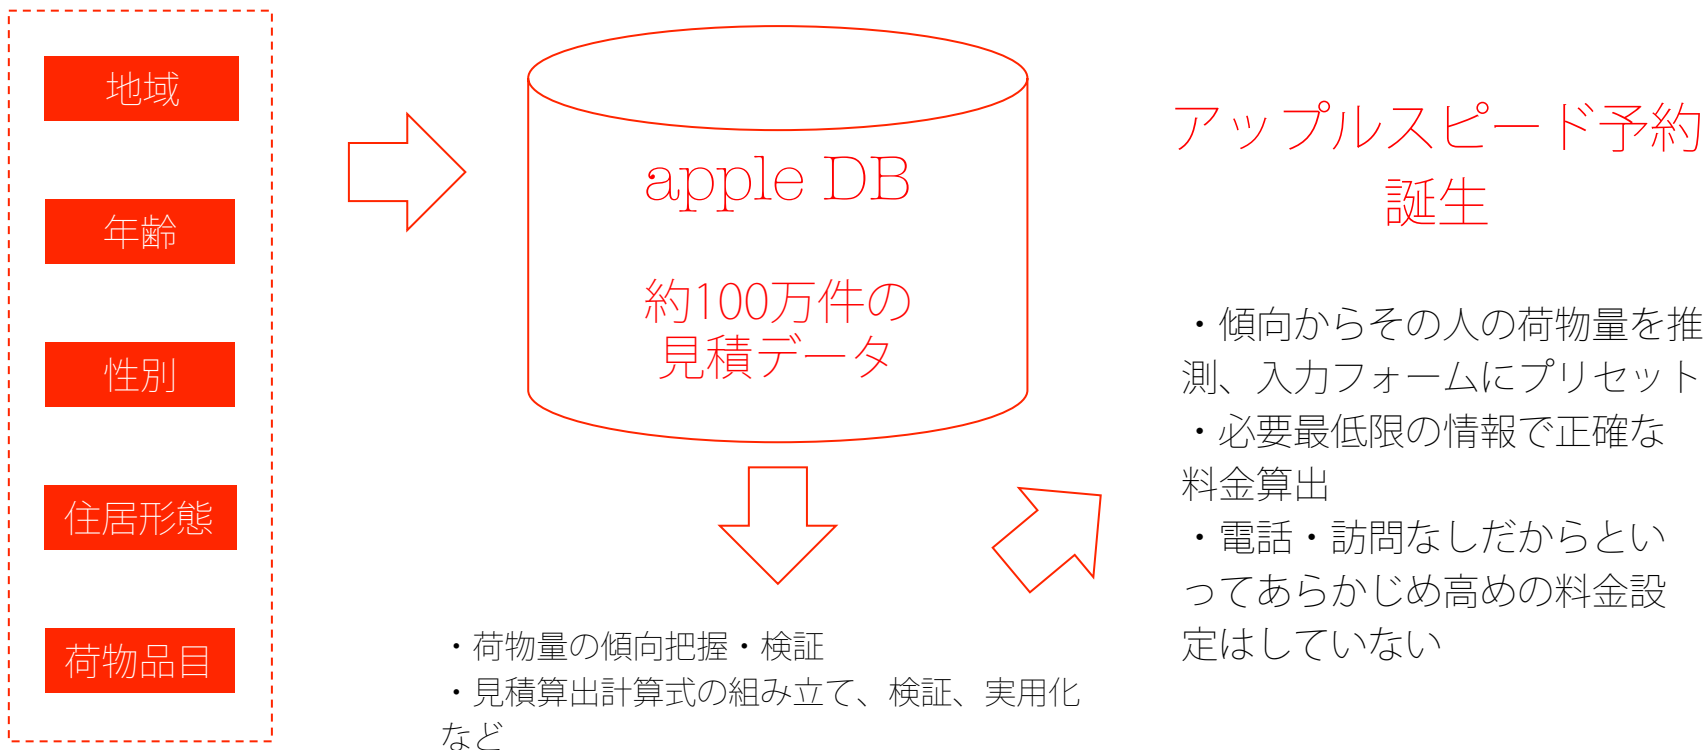 地域
年齢
性別
住居形態
荷物品目
apple DB
約100万件の
見積データ
・荷物量の傾向把握・検証
・見積算出計算式の組み立て、検証、実用化
など
アップルスピード予約
誕生
・傾向からその人の荷物量を推
測、入力フォームにプリセット
・必要最低限の情報で正確な
料金算出
・電話・訪問なしだからとい
ってあらかじめ高めの料金設
定はしていない